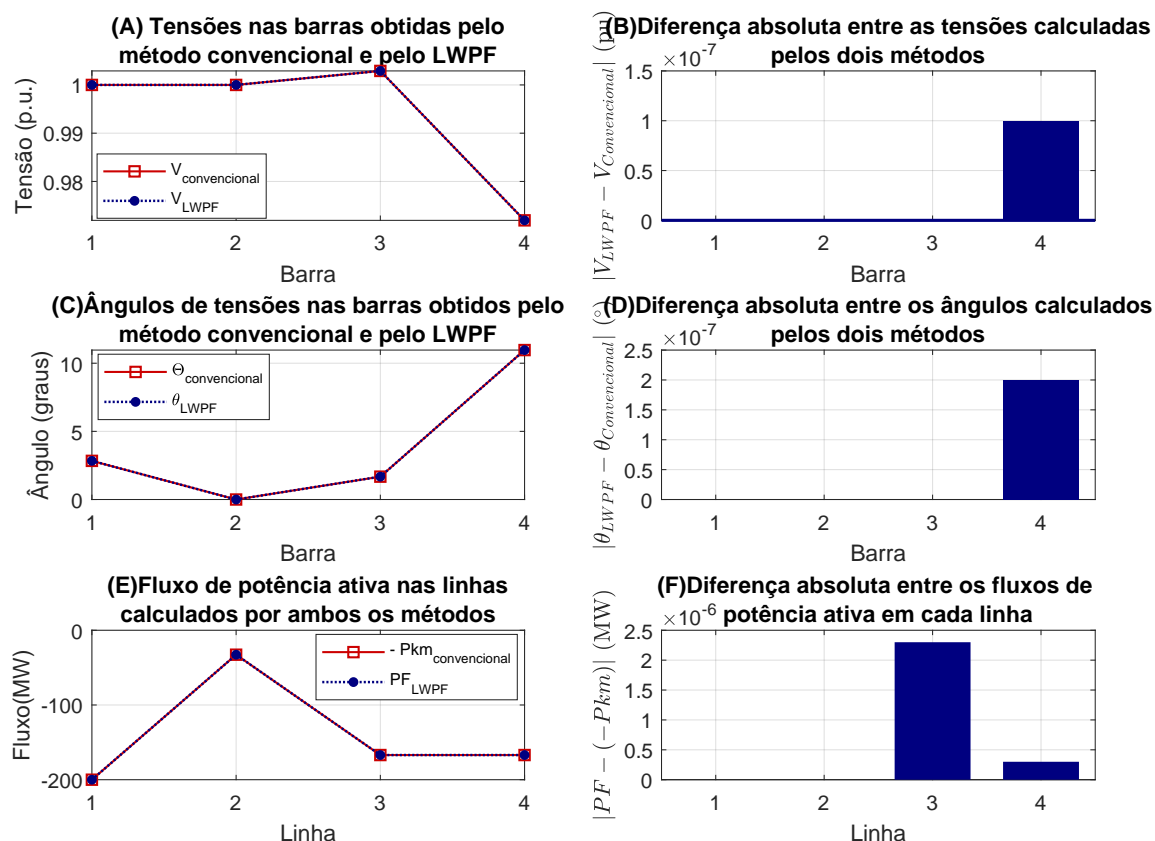 (A) Tensões nas barras obtidas pelo
método convencional e pelo LWPF
Tensão (p.u.)
1
0.99
0.98
V_convencional
V_LWPF
1 2 3 4
Barra
(B)Diferença absoluta entre as tensões calculadas
pelos dois métodos
×10^-7
|V_LWPF − V_Convencional| (pu)
1.5
1
0.5
0
1 2 3 4
Barra
(C)Ângulos de tensões nas barras obtidos pelo
método convencional e pelo LWPF
Ângulo (graus)
10
5
0
Θ_convencional
θ_LWPF
1 2 3 4
Barra
(D)Diferença absoluta entre os ângulos calculados
pelos dois métodos
×10^-7
|θ_LWPF − θ_Convencional| (°)
2.5
2
1.5
1
0.5
0
1 2 3 4
Barra
(E)Fluxo de potência ativa nas linhas
calculados por ambos os métodos
Fluxo(MW)
0
-100
-200
- Pkm_convencional
PF_LWPF
1 2 3 4
Linha
(F)Diferença absoluta entre os fluxos de
potência ativa em cada linha
×10^-6
|PF − (−Pkm)| (MW)
2.5
2
1.5
1
0.5
0
1 2 3 4
Linha